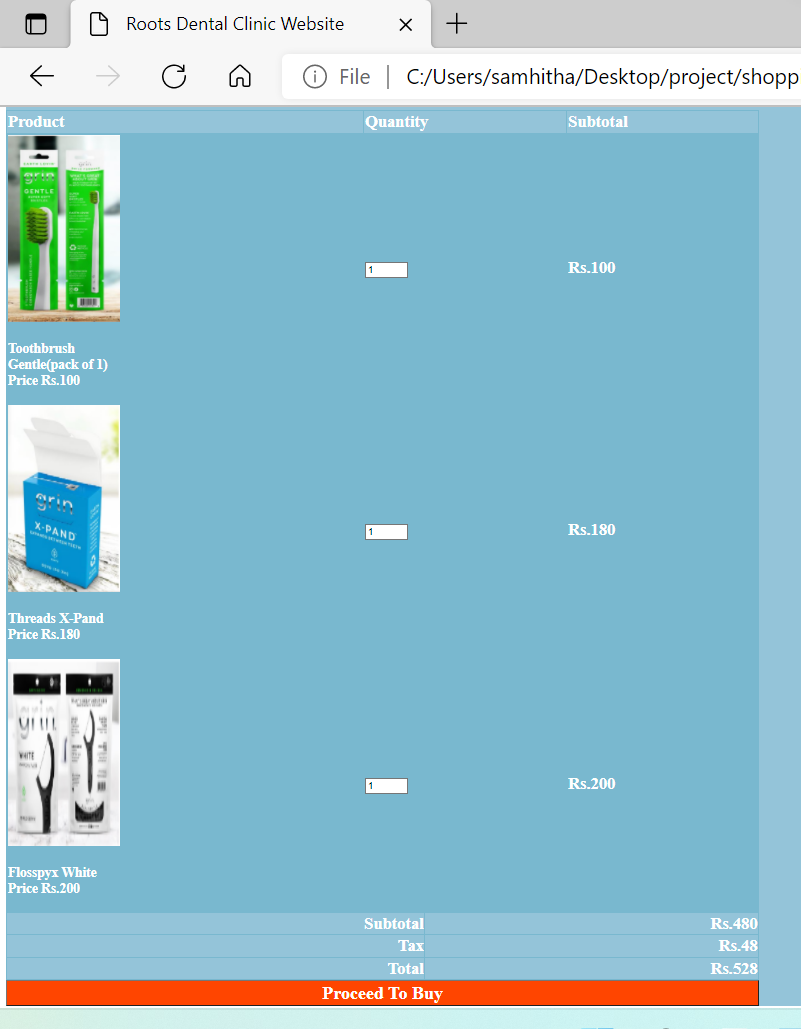 Roots Dental Clinic Website
File C:/Users/samhitha/Desktop/project/shopp
Product Quantity Subtotal
grin
GENTLE
1 Rs.100
Toothbrush
Gentle(pack of 1)
Price Rs.100
grin
X-PAND
1 Rs.180
Threads X-Pand
Price Rs.180
grin
WHITE
1 Rs.200
Flosspyx White
Price Rs.200
Subtotal Rs.480
Tax Rs.48
Total Rs.528
Proceed To Buy